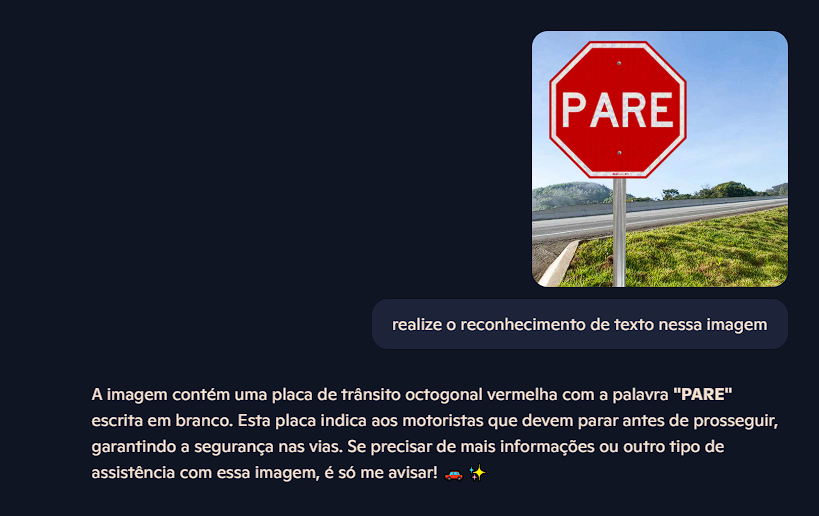 PARE
realize o reconhecimento de texto nessa imagem
A imagem contém uma placa de trânsito octogonal vermelha com a palavra "PARE"
escrita em branco. Esta placa indica aos motoristas que devem parar antes de prosseguir,
garantindo a segurança nas vias. Se precisar de mais informações ou outro tipo de
assistência com essa imagem, é só me avisar! 🚗 ✨